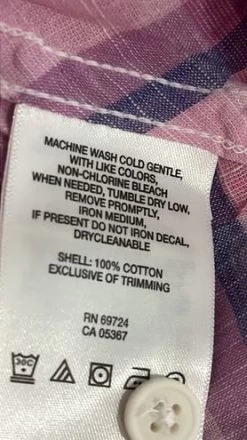 MACHINE WASH COLD GENTLE,
WITH LIKE COLORS,
NON-CHLORINE BLEACH
WHEN NEEDED, TUMBLE DRY LOW,
REMOVE PROMPTLY,
IRON MEDIUM,
IF PRESENT DO NOT IRON DECAL,
DRYCLEANABLE
SHELL: 100% COTTON
EXCLUSIVE OF TRIMMING
RN 69724
CA 05367